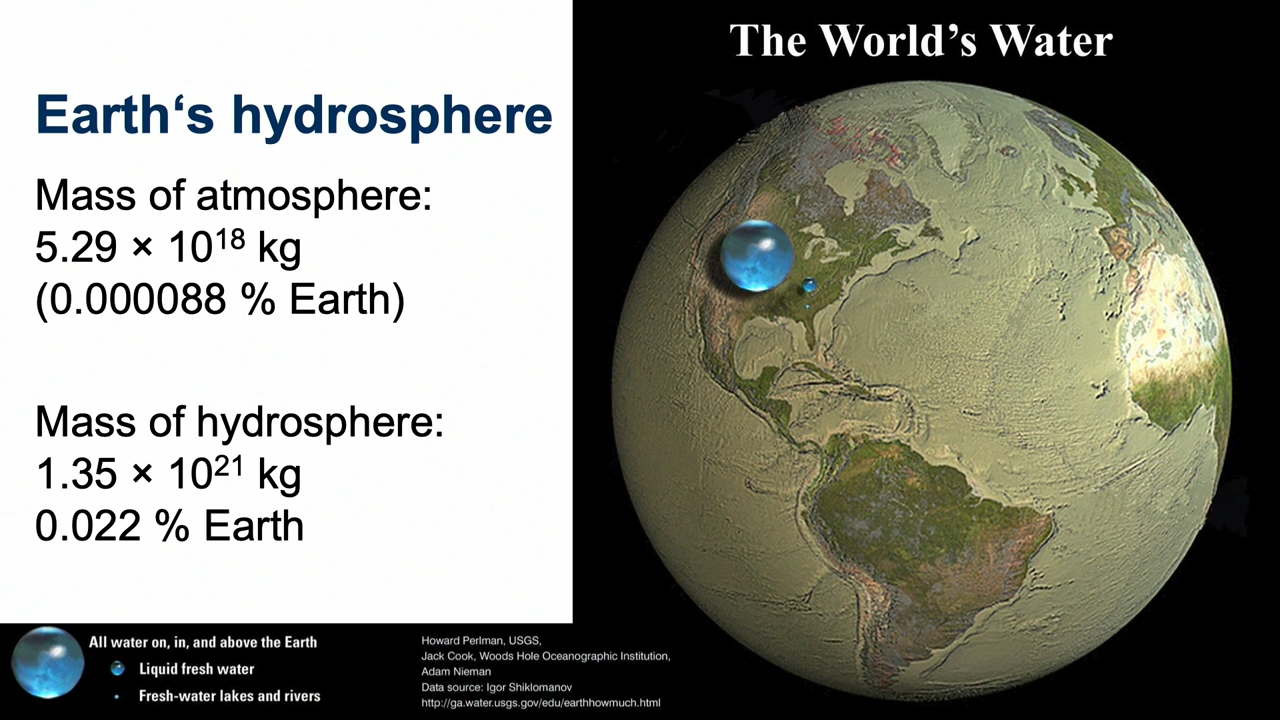 The World's Water
Earth‘s hydrosphere
Mass of atmosphere:
5.29 × 10¹⁸ kg
(0.000088 % Earth)
Mass of hydrosphere:
1.35 × 10²¹ kg
0.022 % Earth
All water on, in, and above the Earth
Liquid fresh water
Fresh-water lakes and rivers
Howard Perlman, USGS,
Jack Cook, Woods Hole Oceanographic Institution,
Adam Nieman
Data source: Igor Shiklomanov
http://ga.water.usgs.gov/edu/earthhowmuch.html